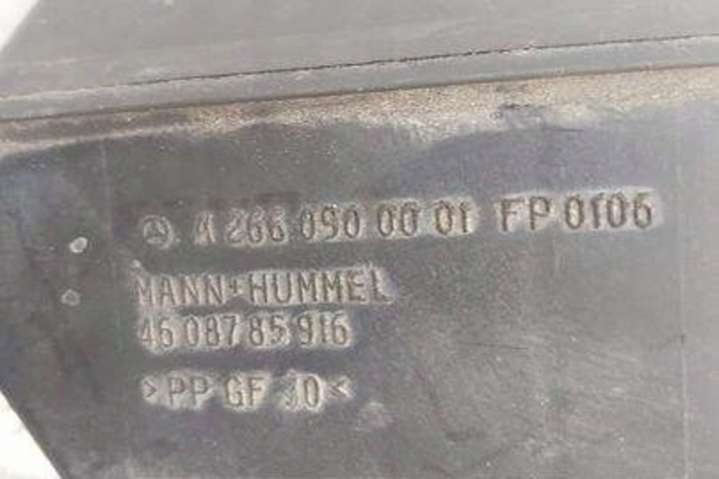 A 266 090 00 01 FP 0106
MANN+HUMMEL
46 087 85 916
>PP GF 30<